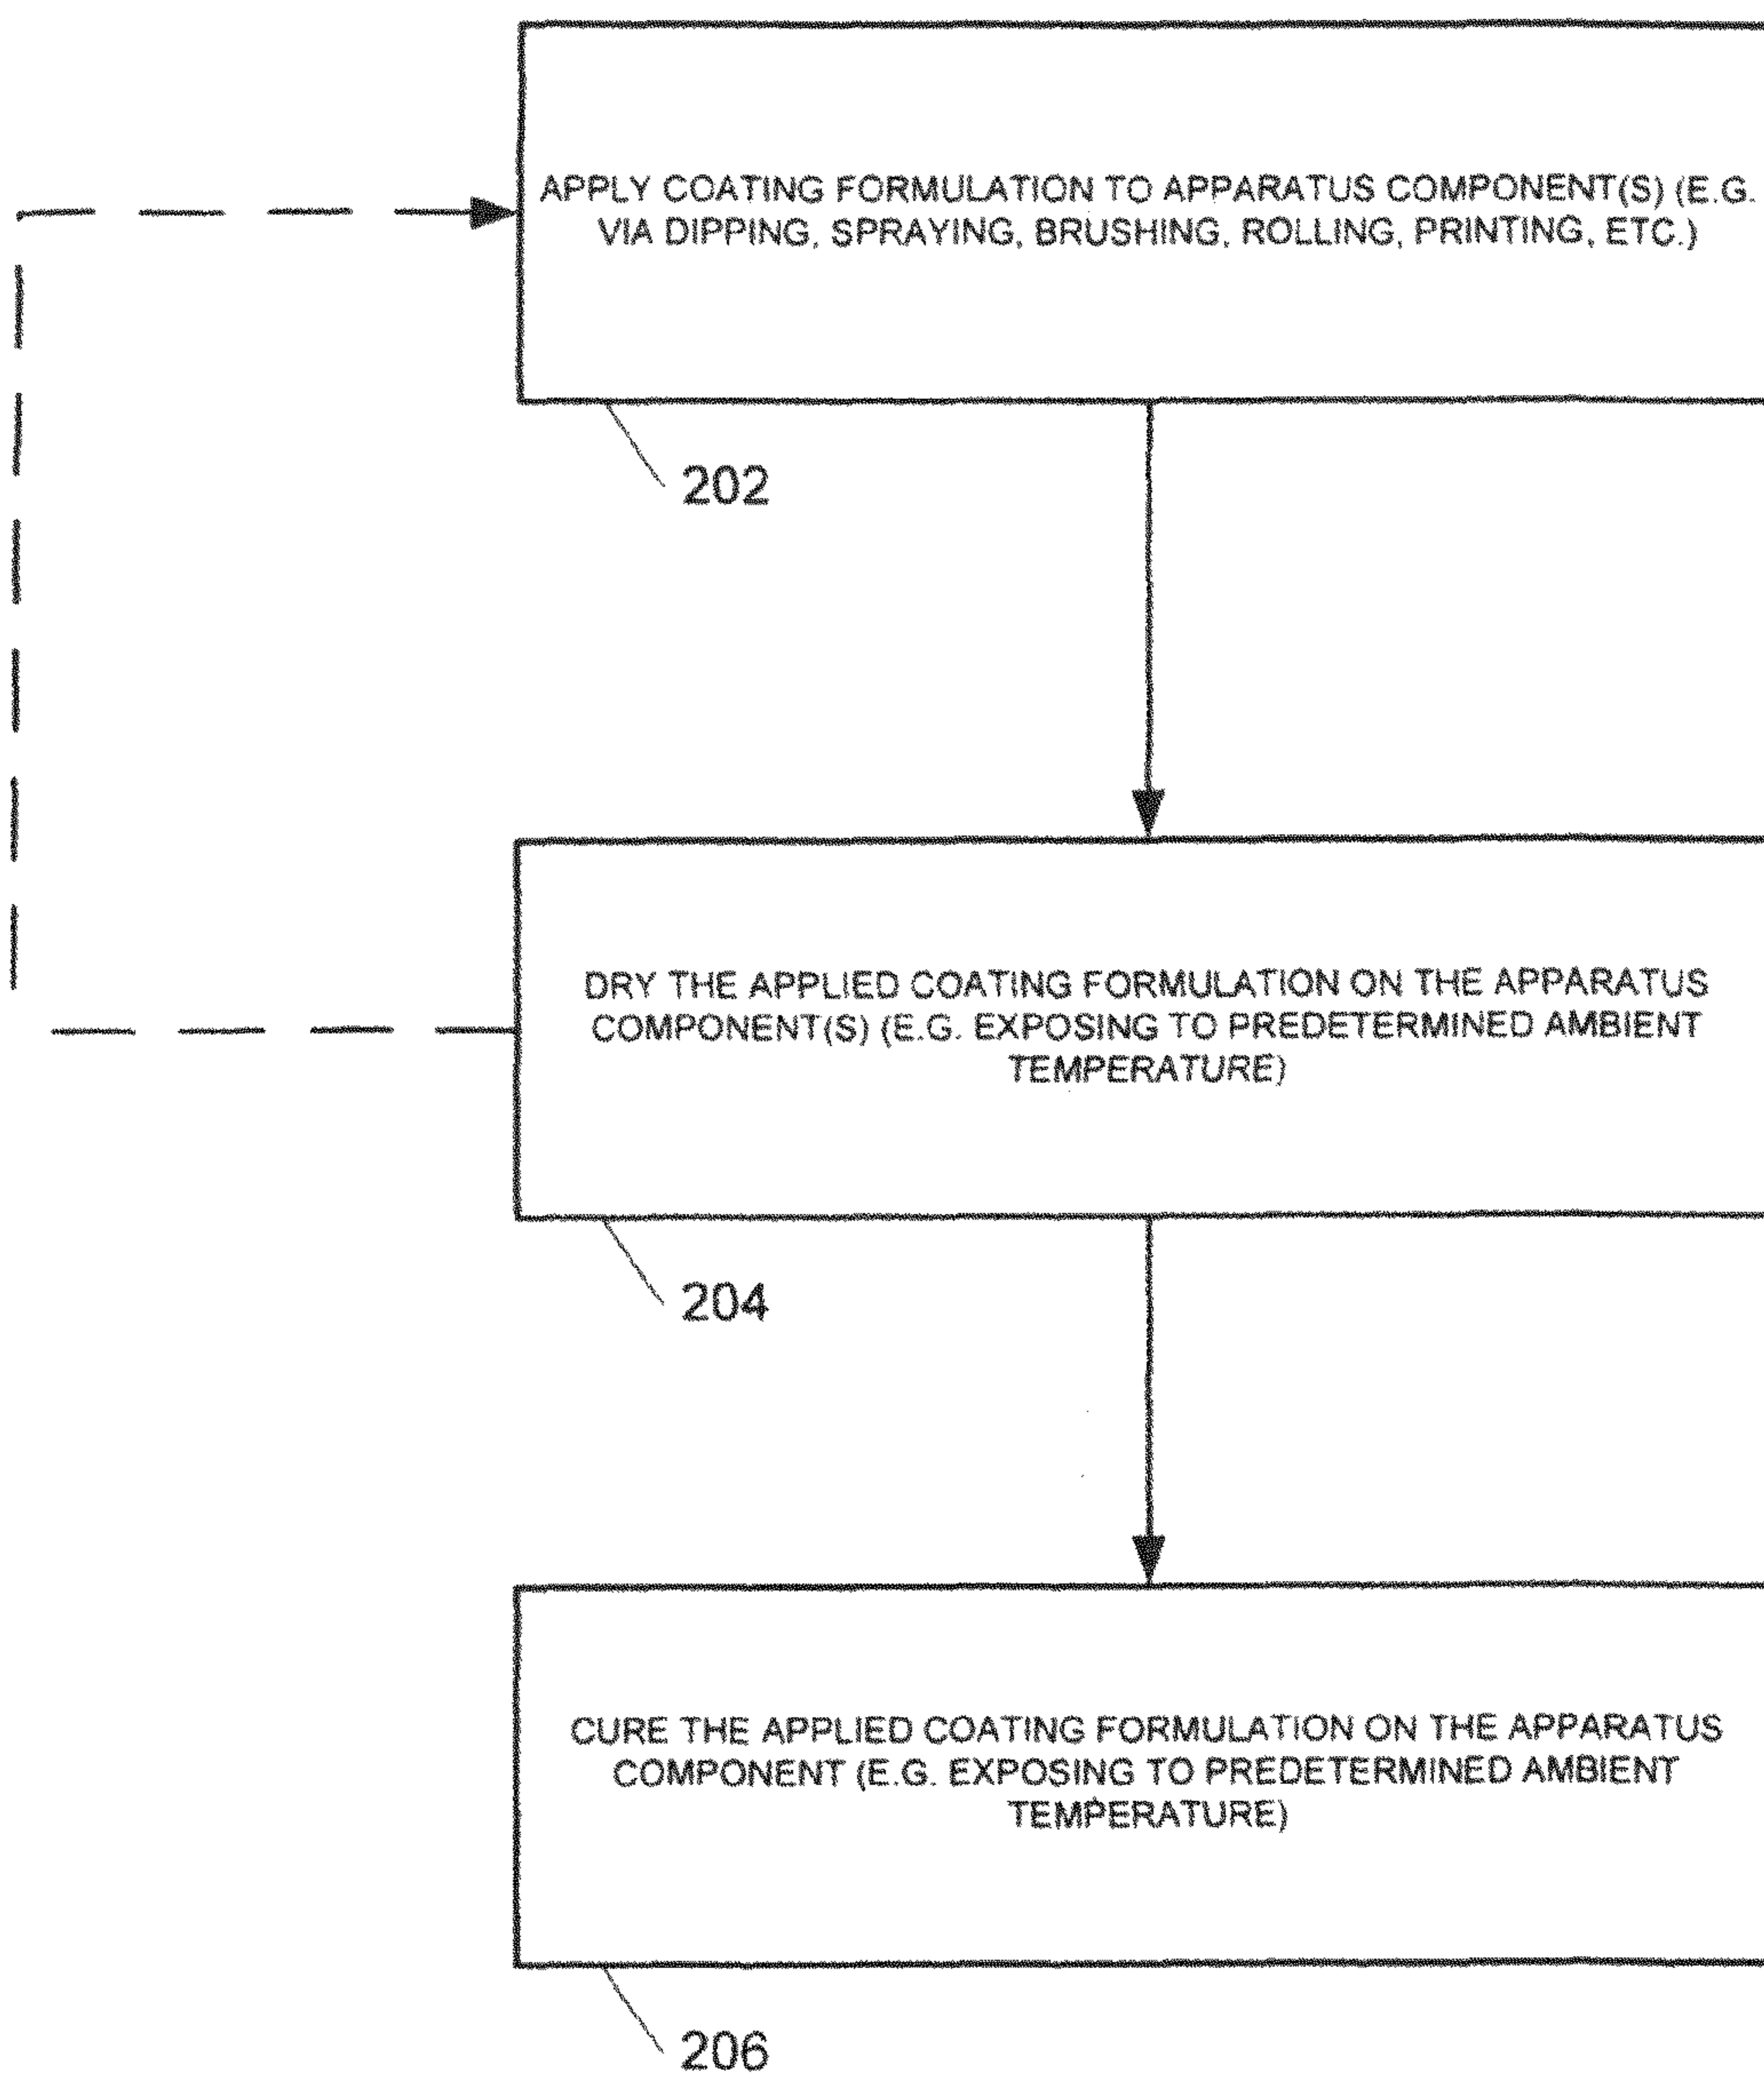 APPLY COATING FORMULATION TO APPARATUS COMPONENT(S) (E.G.
VIA DIPPING, SPRAYING, BRUSHING, ROLLING, PRINTING, ETC.)
202
DRY THE APPLIED COATING FORMULATION ON THE APPARATUS
COMPONENT(S) (E.G. EXPOSING TO PREDETERMINED AMBIENT
TEMPERATURE)
204
CURE THE APPLIED COATING FORMULATION ON THE APPARATUS
COMPONENT (E.G. EXPOSING TO PREDETERMINED AMBIENT
TEMPERATURE)
206